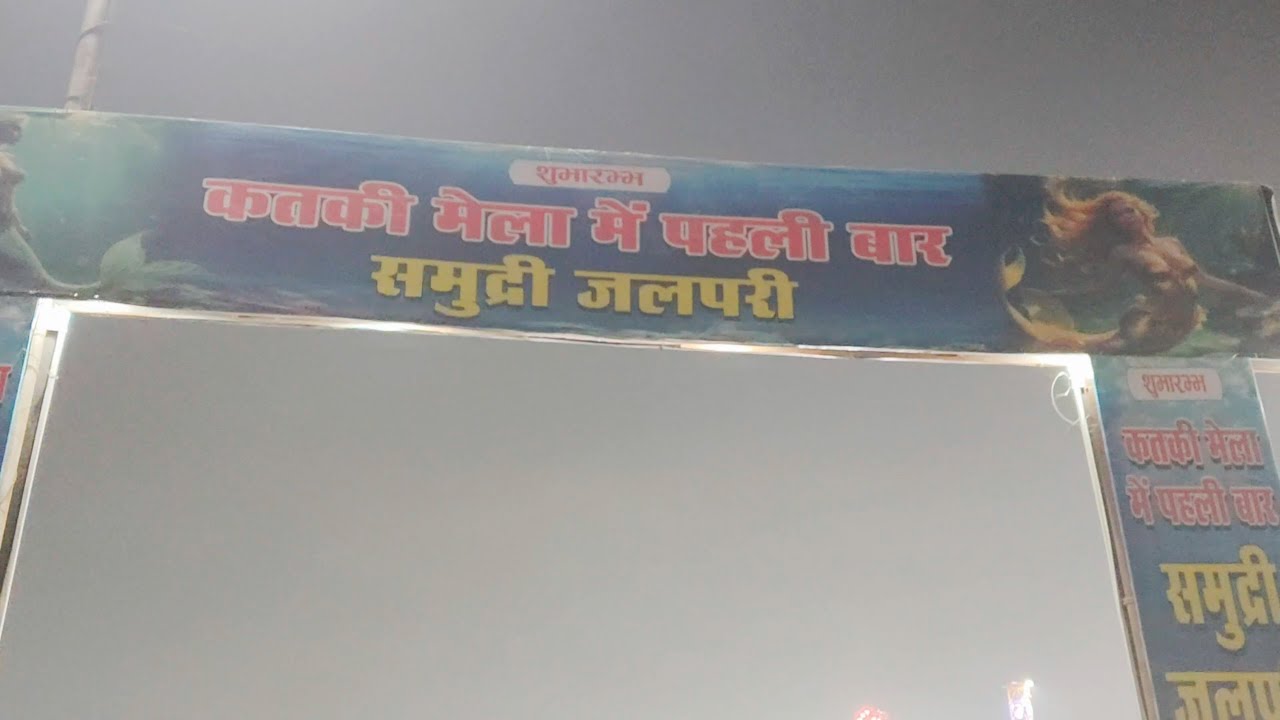 शुभारम्भ
कतकी मेला में पहली बार
समुद्री जलपरी
शुभारम्भ
कतकी मेला
में पहली बार
समुद्री